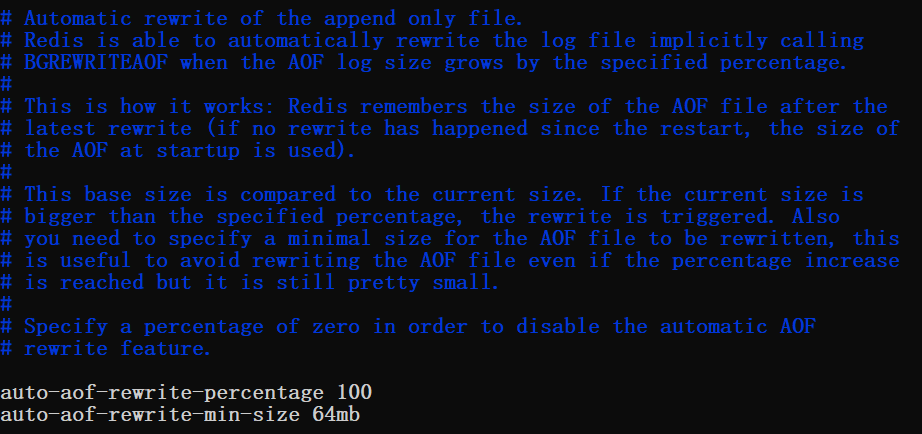 # Automatic rewrite of the append only file.
# Redis is able to automatically rewrite the log file implicitly calling
# BGREWRITEAOF when the AOF log size grows by the specified percentage.
#
# This is how it works: Redis remembers the size of the AOF file after the
# latest rewrite (if no rewrite has happened since the restart, the size of
# the AOF at startup is used).
#
# This base size is compared to the current size. If the current size is
# bigger than the specified percentage, the rewrite is triggered. Also
# you need to specify a minimal size for the AOF file to be rewritten, this
# is useful to avoid rewriting the AOF file even if the percentage increase
# is reached but it is still pretty small.
#
# Specify a percentage of zero in order to disable the automatic AOF
# rewrite feature.
auto-aof-rewrite-percentage 100
auto-aof-rewrite-min-size 64mb